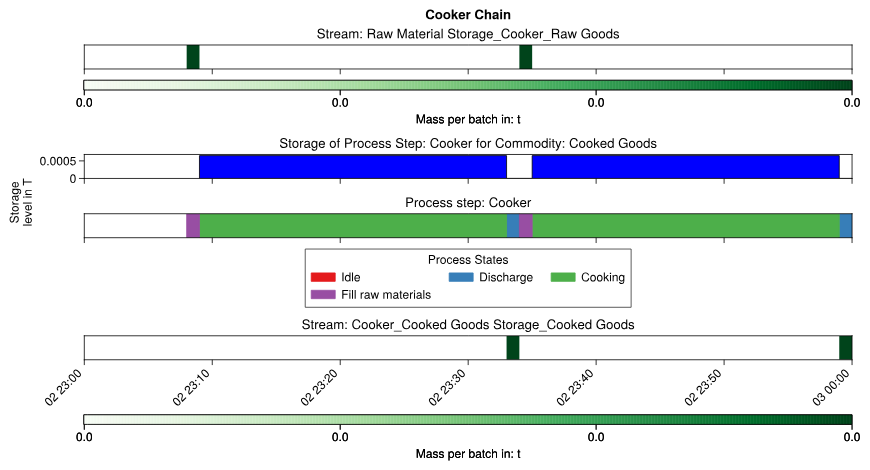 Cooker Chain
Stream: Raw Material Storage_Cooker_Raw Goods
0.0 0.0 0.0 0.0
Mass per batch in: t
Storage of Process Step: Cooker for Commodity: Cooked Goods
0.0005
0
Storage
level in T
Process step: Cooker
Process States
Idle Discharge Cooking
Fill raw materials
Stream: Cooker_Cooked Goods Storage_Cooked Goods
02 23:00 02 23:10 02 23:20 02 23:30 02 23:40 02 23:50 03 00:00
0.0 0.0 0.0 0.0
Mass per batch in: t